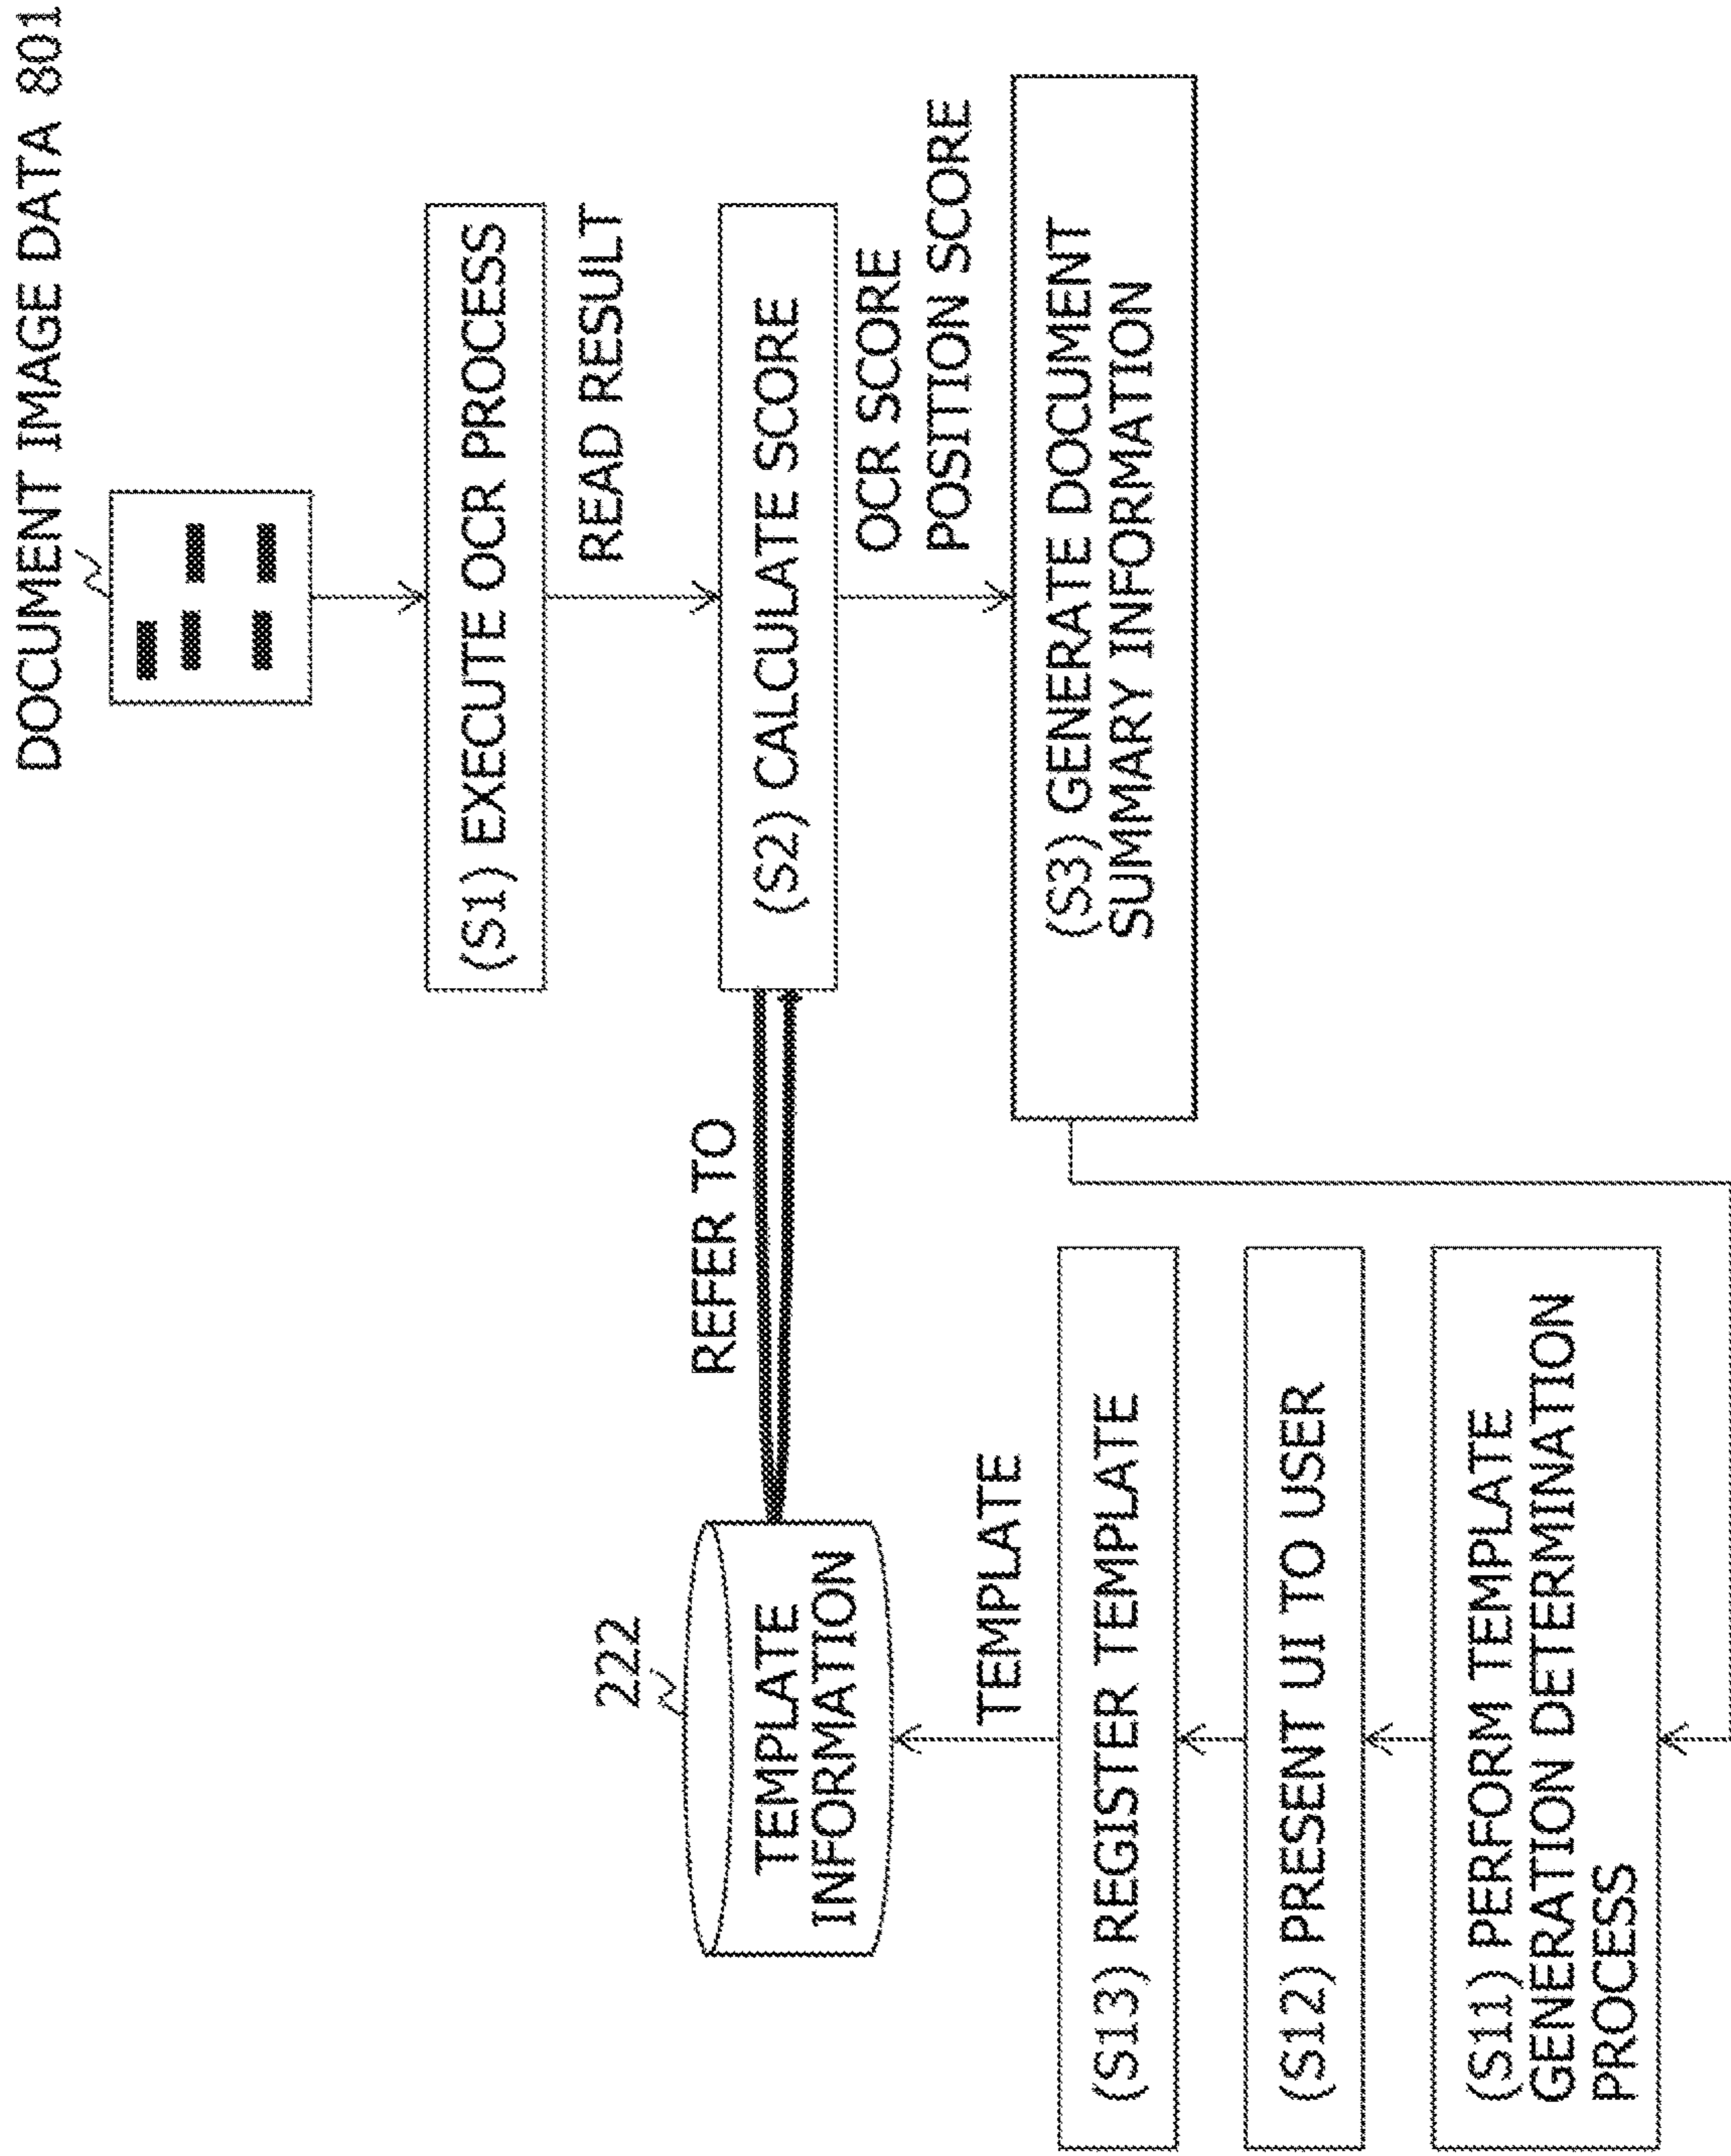 DOCUMENT IMAGE DATA 801
(S1) EXECUTE OCR PROCESS
READ RESULT
REFER TO
(S2) CALCULATE SCORE
OCR SCORE
POSITION SCORE
(S3) GENERATE DOCUMENT
SUMMARY INFORMATION
222
TEMPLATE
INFORMATION
TEMPLATE
(S13) REGISTER TEMPLATE
(S12) PRESENT UI TO USER
(S11) PERFORM TEMPLATE
GENERATION DETERMINATION
PROCESS